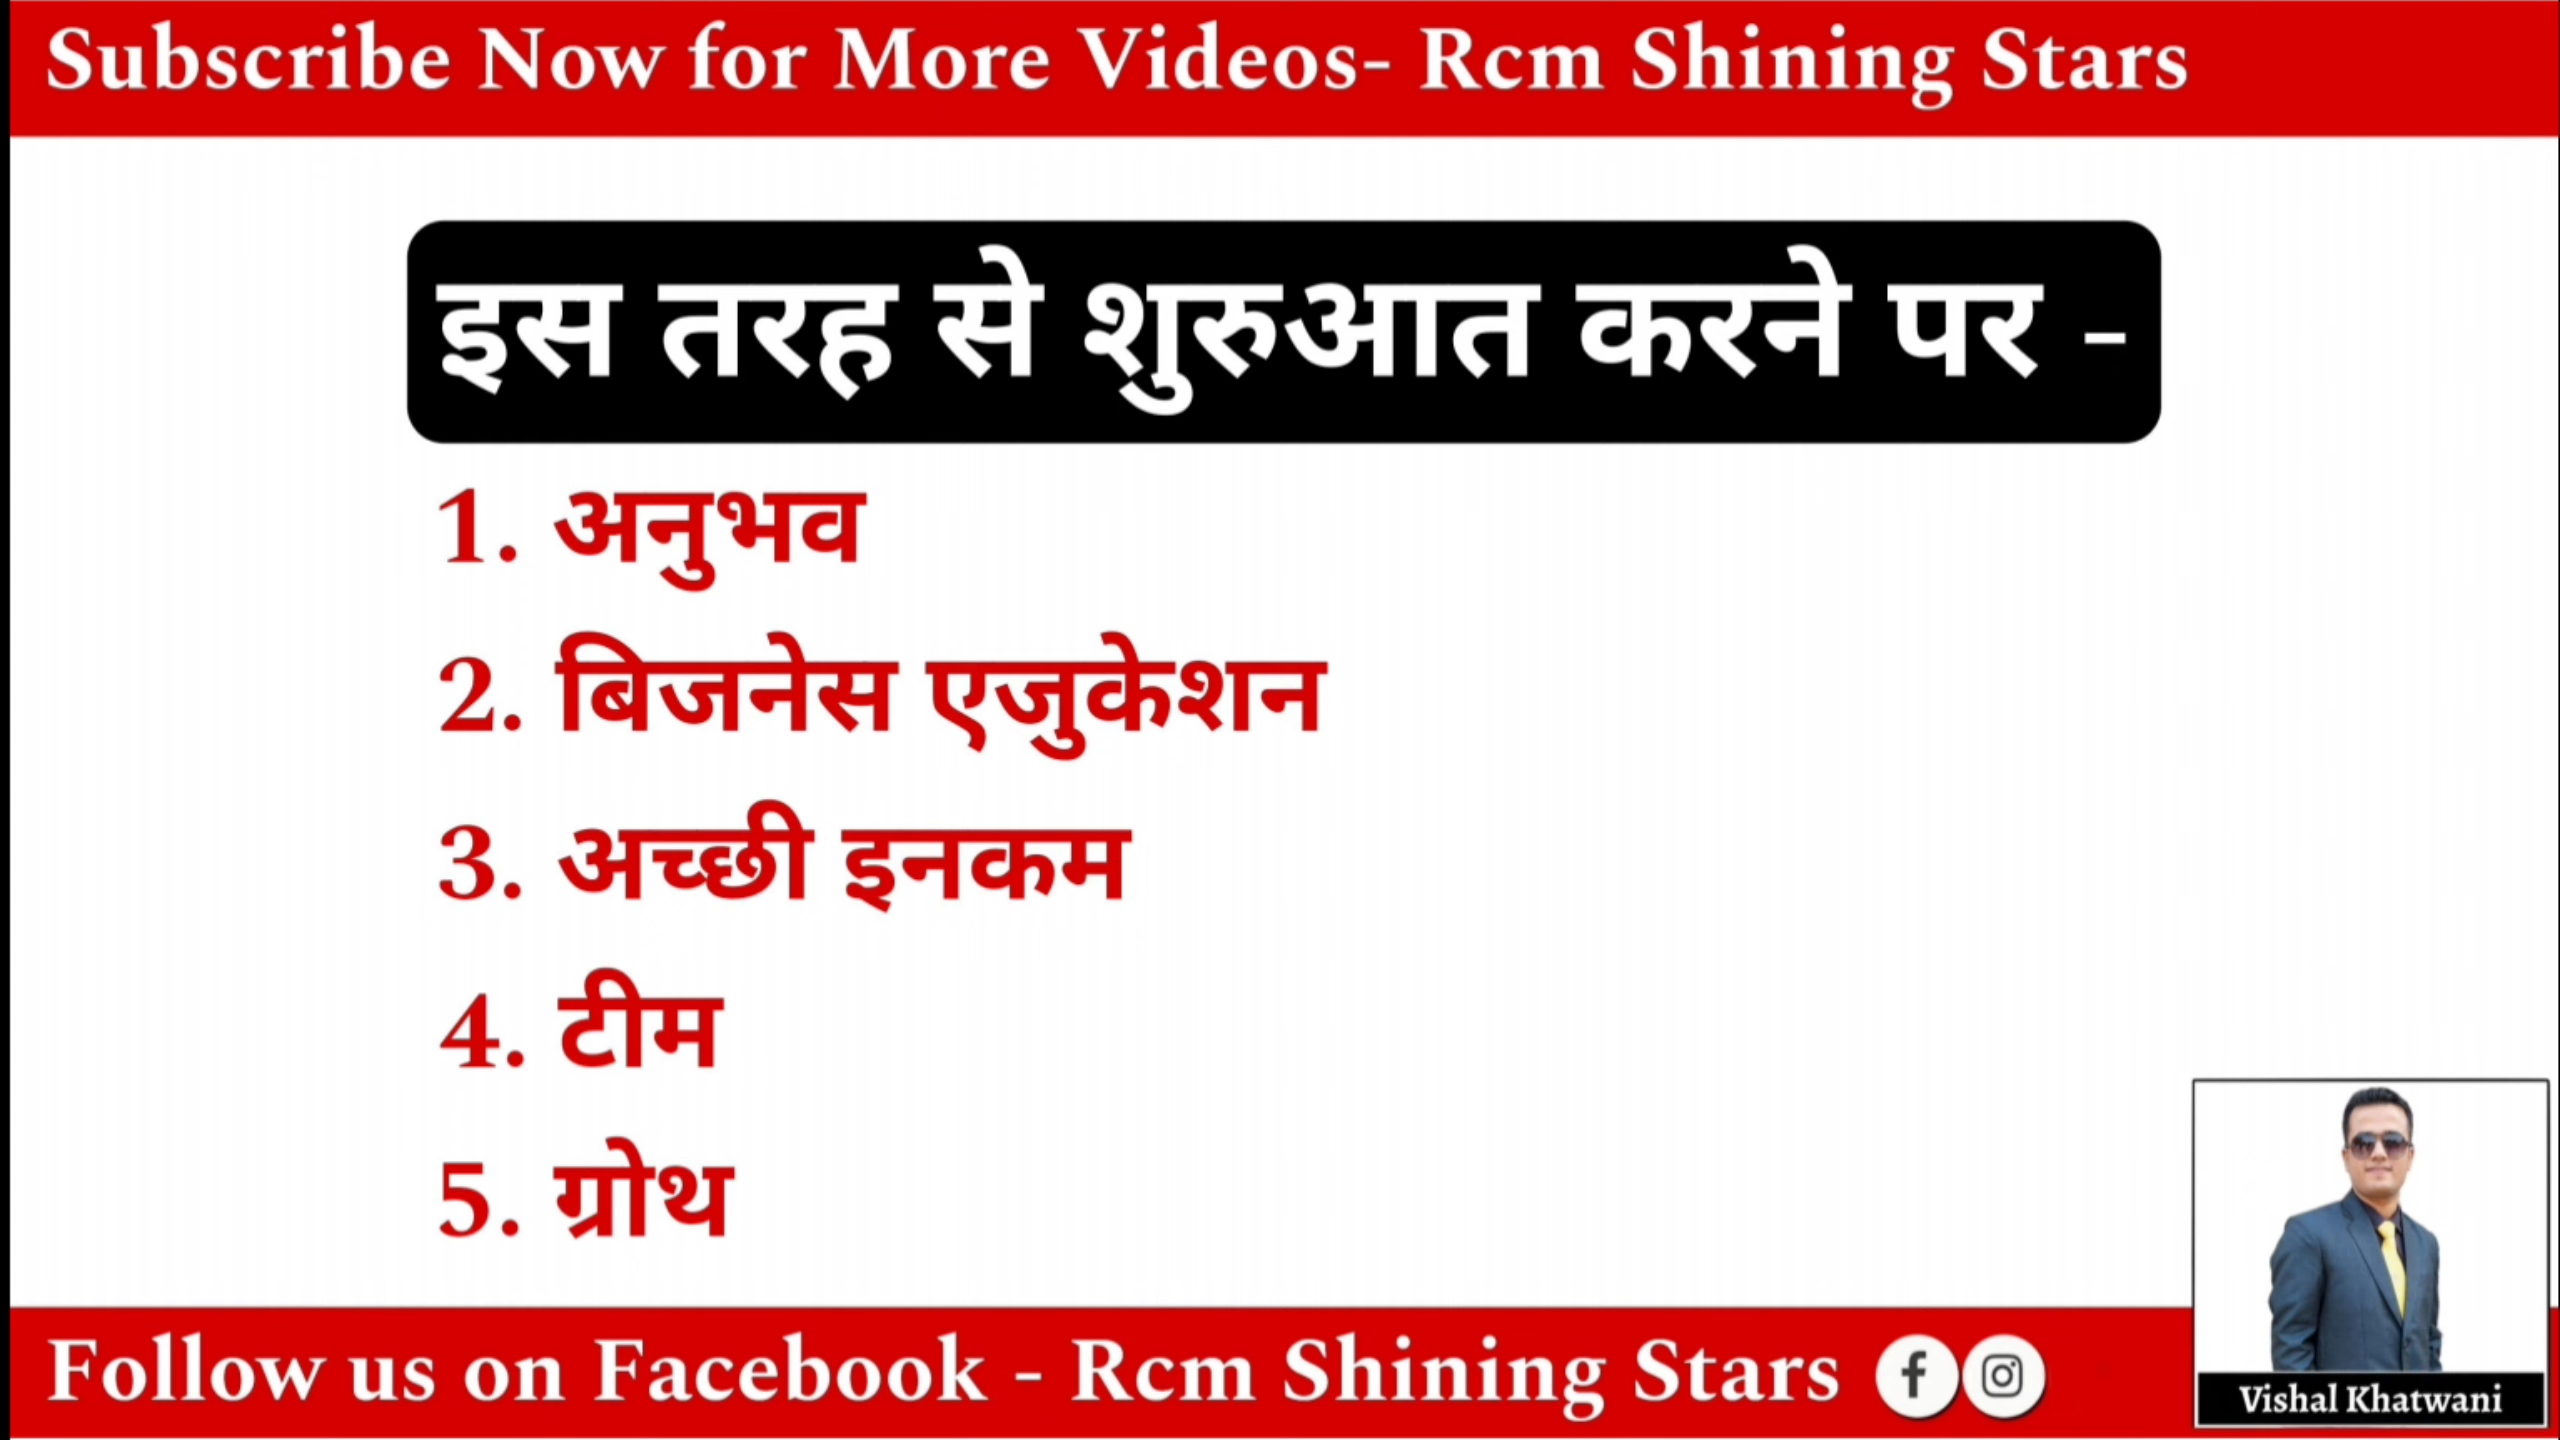 Subscribe Now for More Videos- Rcm Shining Stars
इस तरह से शुरुआत करने पर -
1. अनुभव
2. बिजनेस एजुकेशन
3. अच्छी इनकम
4. टीम
5. ग्रोथ
Follow us on Facebook - Rcm Shining Stars
Vishal Khatwani